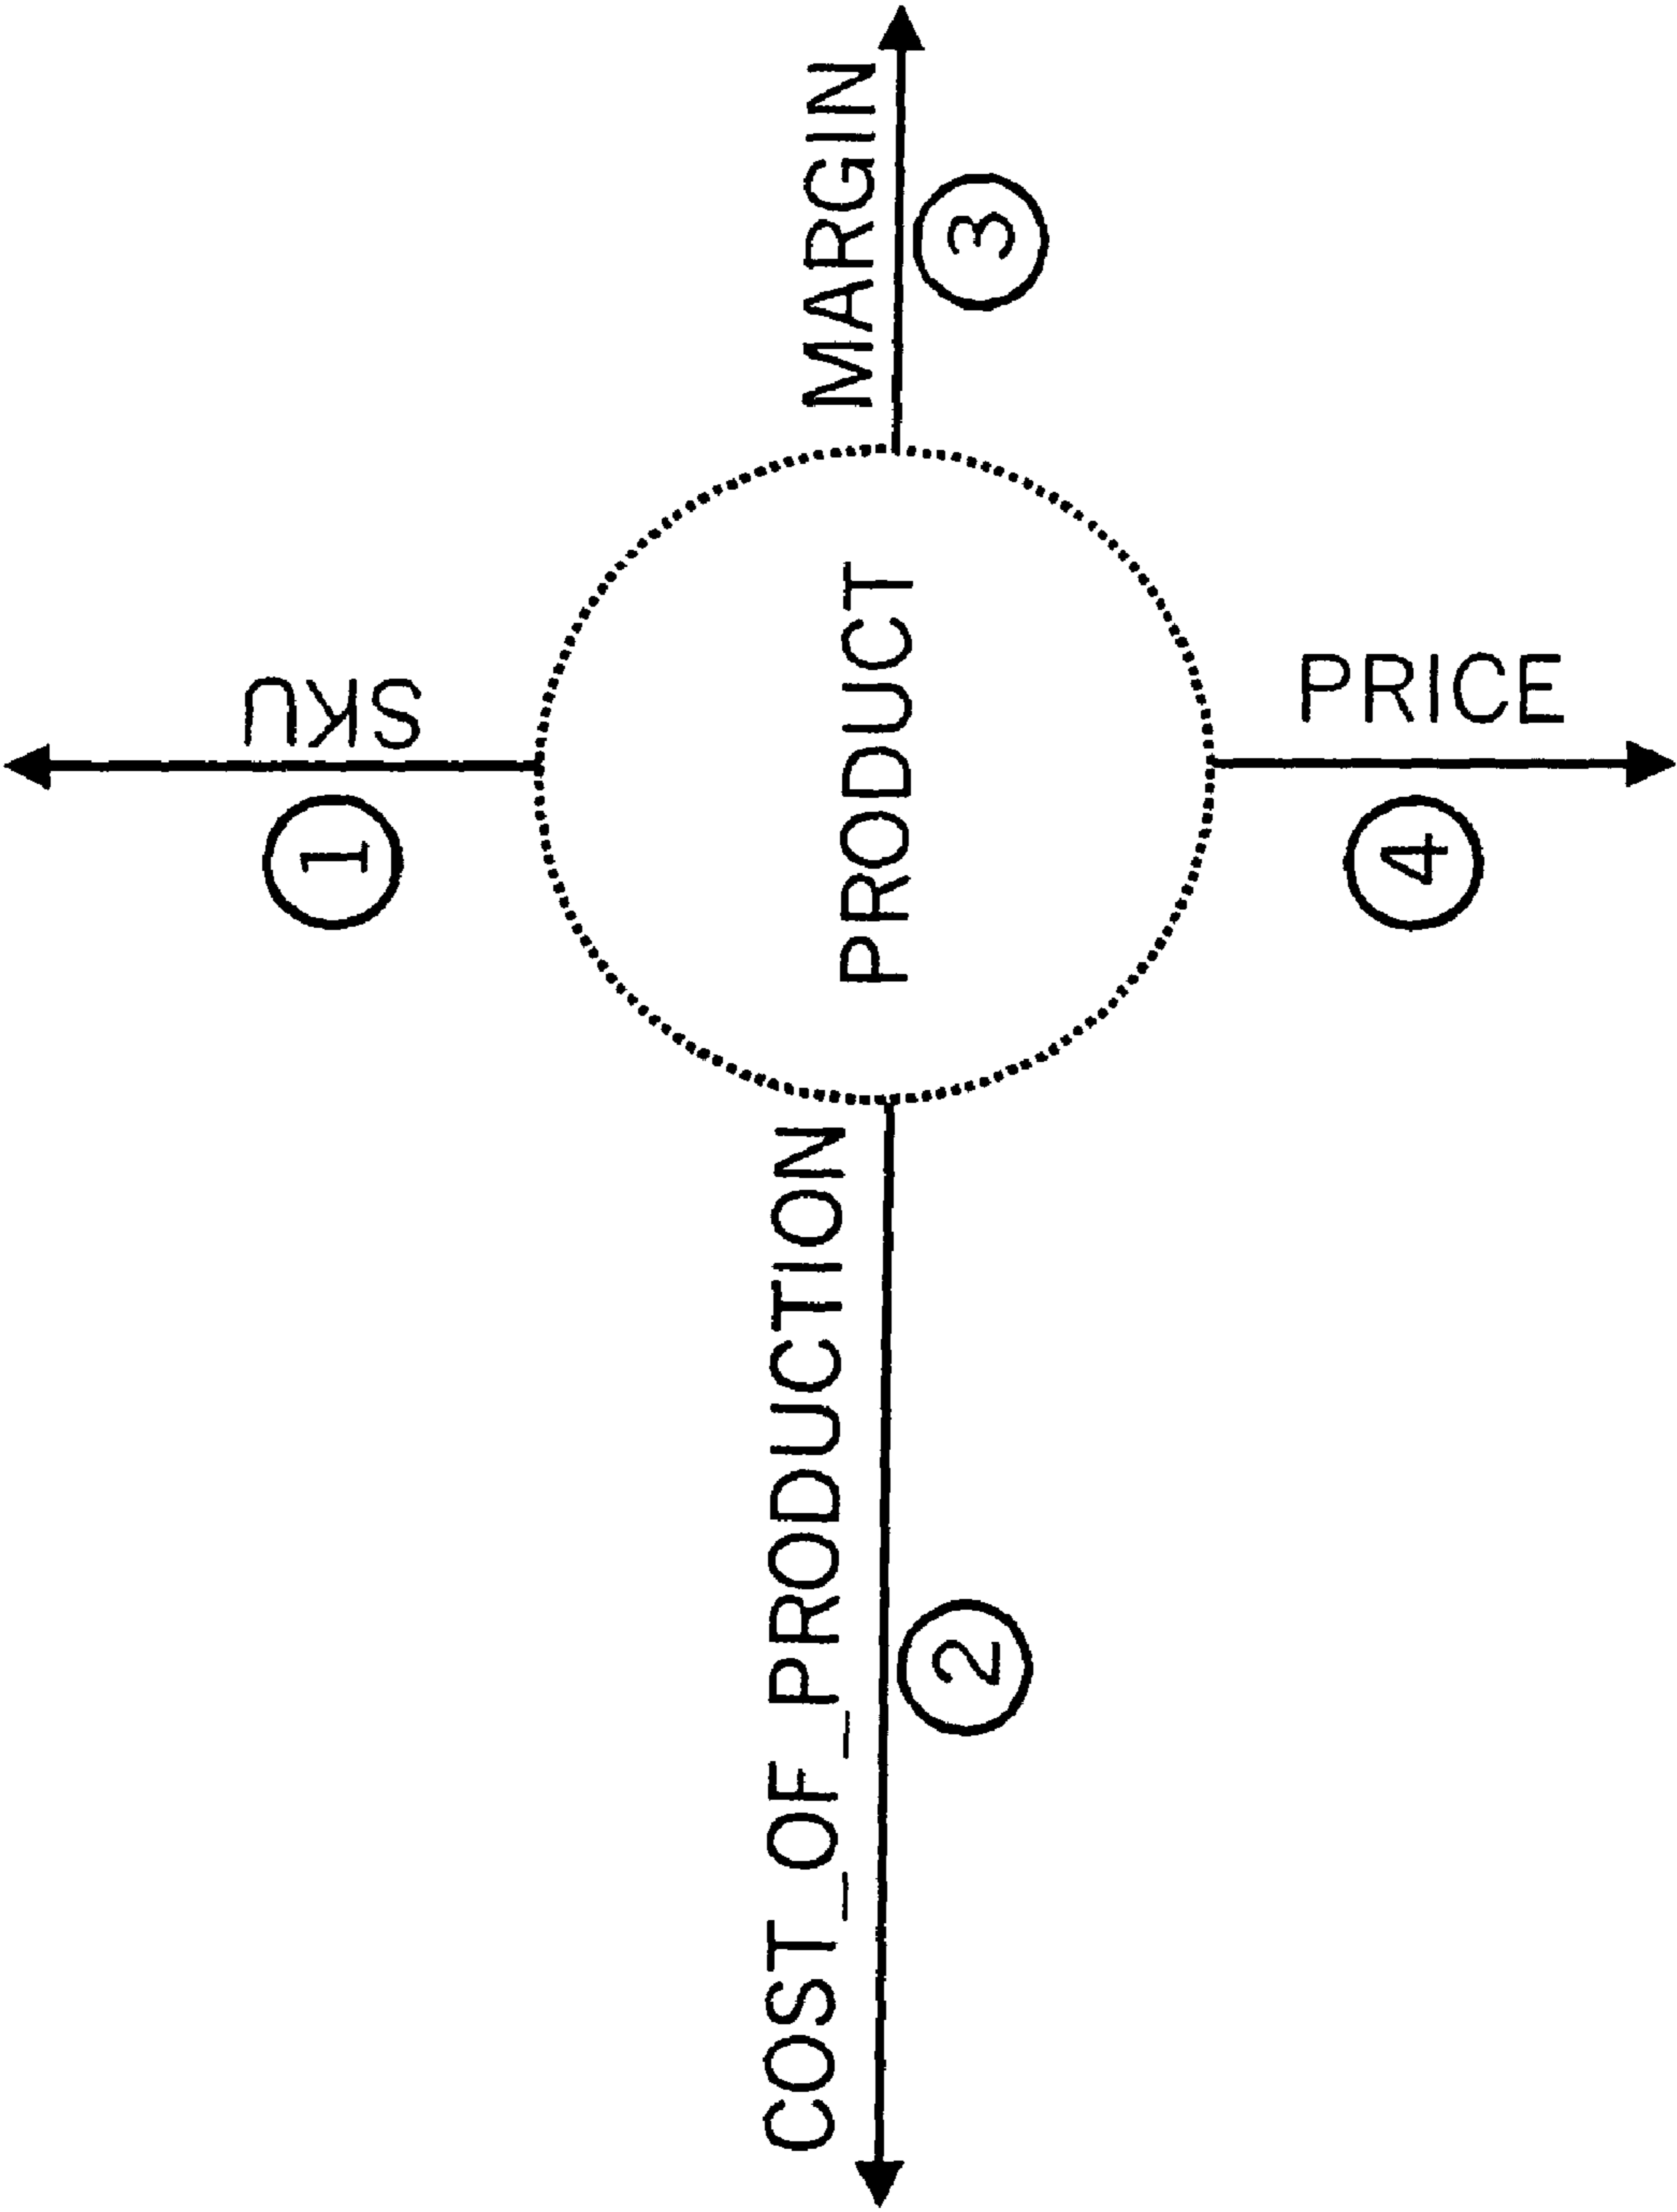 SKU
①
COST_OF_PRODUCTION
②
PRODUCT
MARGIN
③
PRICE
④